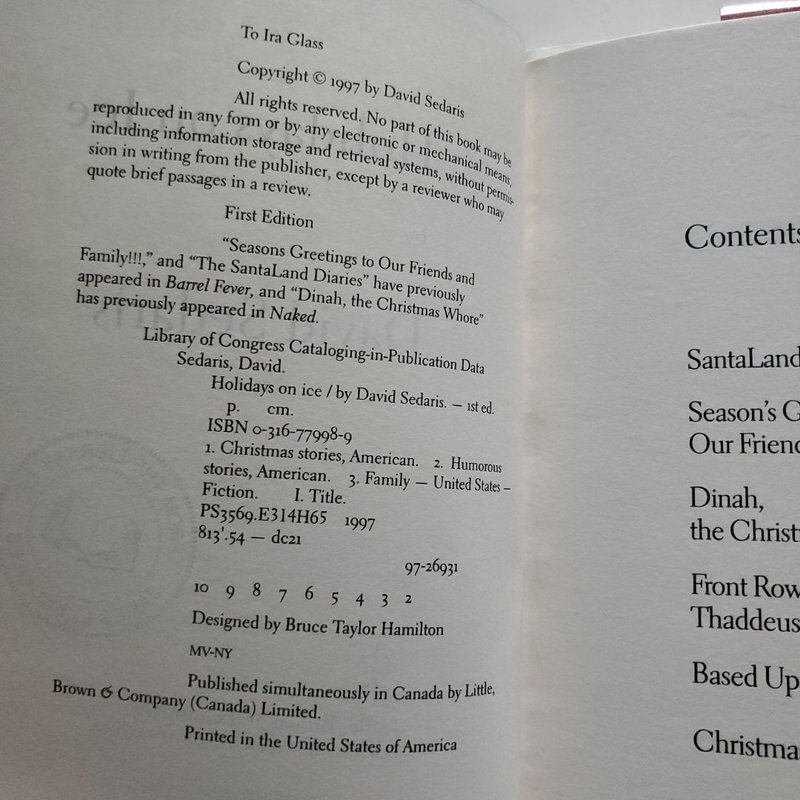 To Ira Glass
Copyright © 1997 by David Sedaris
All rights reserved. No part of this book may be
reproduced in any form or by any electronic or mechanical means,
including information storage and retrieval systems, without permis-
sion in writing from the publisher, except by a reviewer who may
quote brief passages in a review.
First Edition
“Seasons Greetings to Our Friends and
Family!!!,” and “The SantaLand Diaries” have previously
appeared in Barrel Fever, and “Dinah, the Christmas Whore”
has previously appeared in Naked.
Library of Congress Cataloging-in-Publication Data
Sedaris, David.
Holidays on ice / by David Sedaris. — 1st ed.
p. cm.
ISBN 0-316-77998-9
1. Christmas stories, American. 2. Humorous
stories, American. 3. Family — United States –
Fiction. I. Title.
PS3569.E314H65 1997
813'.54 — dc21
97-26931
10 9 8 7 6 5 4 3 2
Designed by Bruce Taylor Hamilton
MV-NY
Published simultaneously in Canada by Little,
Brown & Company (Canada) Limited.
Printed in the United States of America
Contents
SantaLand
Season’s G
Our Friend
Dinah,
the Christ
Front Row
Thaddeus
Based Up
Christma